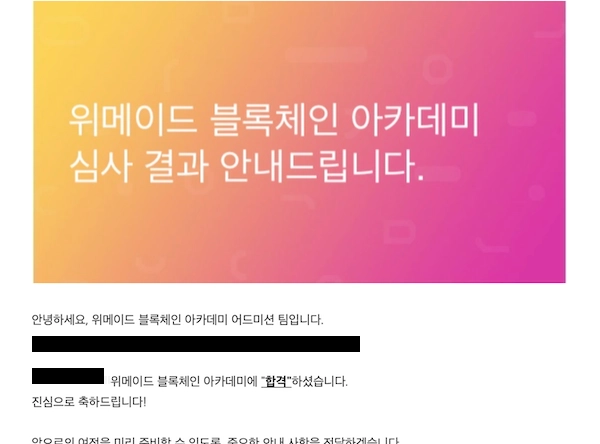 위메이드 블록체인 아카데미
심사 결과 안내드립니다.
안녕하세요, 위메이드 블록체인 아카데미 어드미션 팀입니다.
위메이드 블록체인 아카데미에 "합격"하셨습니다.
진심으로 축하드립니다!
앞으로의 여정을 미리 준비할 수 있도록, 중요한 안내 사항을 전달하겠습니다